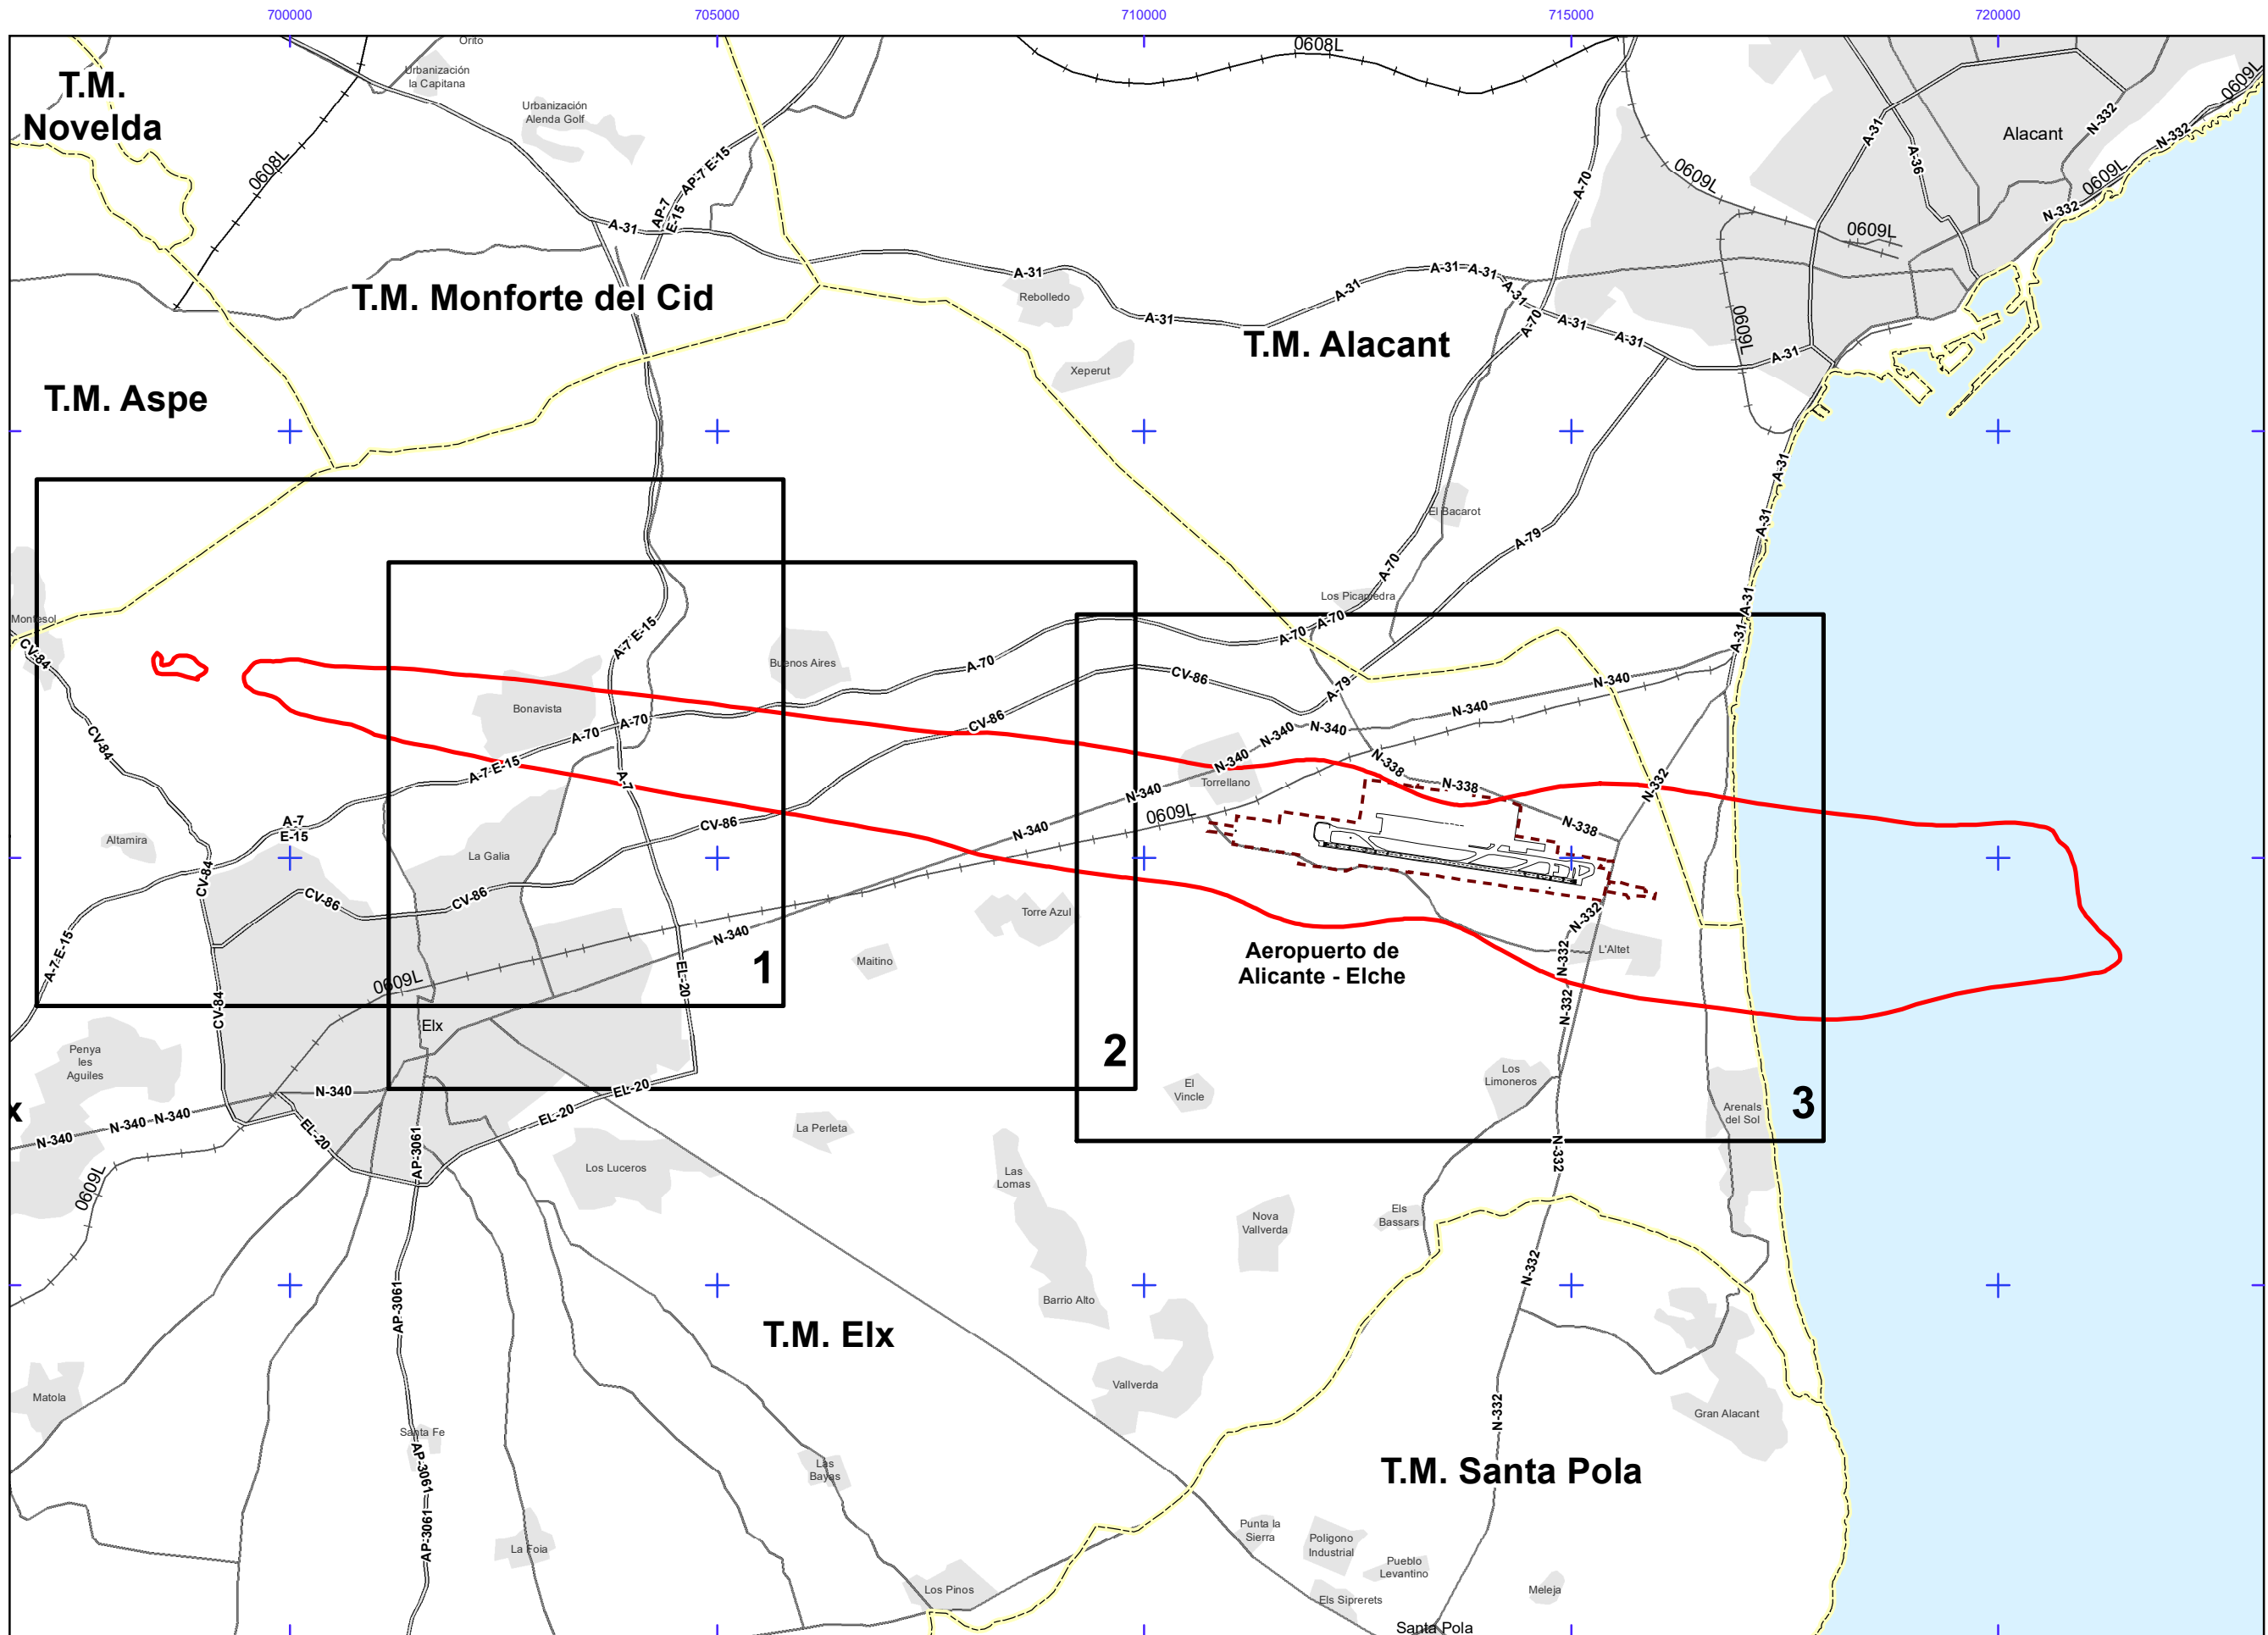 700000
705000
710000
715000
720000
Orito
0608L
T.M.
Novelda
Urbanización
la Capitana
0609L
Urbanización
Alenda Golf
N-332
A-31
Alacant
N-332
0608L
AP-7 E-15
A-36
0609L
A-70
0609L
N-332
AP-7
E-15
A-31
0609L
A-31
A-31
A-31
T.M. Monforte del Cid
Rebolledo
A-31
A-31
A-31
A-70
A-31
A-31
0609L
T.M. Alacant
A-31
Xeperut
T.M. Aspe
A-31
El Bacarot
A-31
A-79
A-70
Los Picamedra
A-31
Montesol
A-70
A-70
A-31
CV-84
A-7 E-15
Buenos Aires
A-70
CV-86
N-340
A-79
Bonavista
A-70
A-70
CV-86
N-340
N-340
N-340
CV-84
A-7 E-15
A-7
N-340
N-338
Torrellano
N-338
N-332
N-340
0609L
A-7
E-15
CV-86
N-340
N-338
Altamira
La Galia
CV-84
CV-86
CV-86
Torre Azul
N-332
N-340
A-7 E-15
Maitino
1
EL-20
Aeropuerto de
Alicante - Elche
N-332
L'Altet
0609L
CV-84
N-332
Elx
2
Penya
les
Aguiles
Los
Limoneros
N-340
EL-20
El
Vincle
3
x
N-340
N-340
N-340
EL-20
EL-20
La Perleta
Arenals
del Sol
AP-3061
Los Luceros
N-332
0609L
Las
Lomas
Nova
Vallverda
Els
Bassars
N-332
AP-3061
Barrio Alto
T.M. Elx
Matola
Vallverda
N-332
Gran Alacant
Santa Fe
AP-3061
Las
Bayas
T.M. Santa Pola
AP-3061
La Foia
Punta la
Sierra
Poligono
Industrial
Pueblo
Levantino
Los Pinos
Els Siprerets
Meleja
Santa Pola